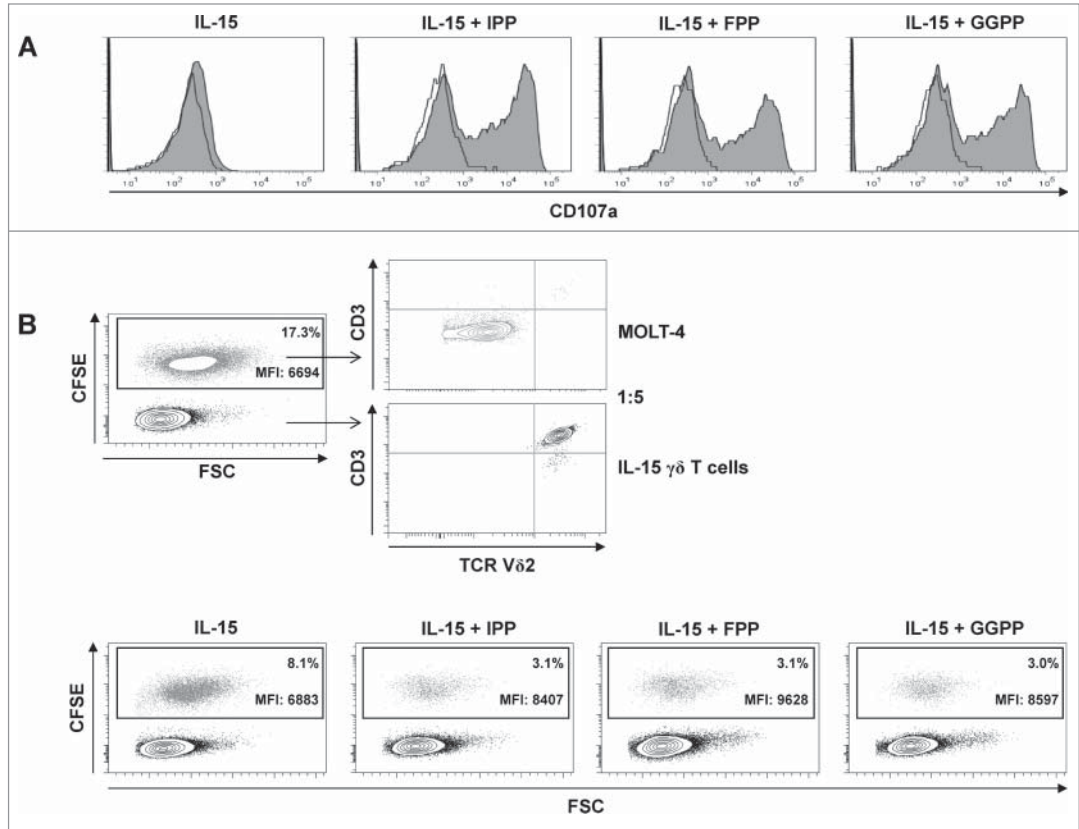 A
IL-15
IL-15 + IPP
IL-15 + FPP
IL-15 + GGPP
10¹ 10² 10³ 10⁴ 10⁵
10¹ 10² 10³ 10⁴ 10⁵
10¹ 10² 10³ 10⁴ 10⁵
10¹ 10² 10³ 10⁴ 10⁵
CD107a
B
CFSE
17.3%
MFI: 6694
FSC
CD3
MOLT-4
1:5
CD3
IL-15 γδ T cells
TCR Vδ2
IL-15
IL-15 + IPP
IL-15 + FPP
IL-15 + GGPP
CFSE
8.1%
MFI: 6883
3.1%
MFI: 8407
3.1%
MFI: 9628
3.0%
MFI: 8597
FSC